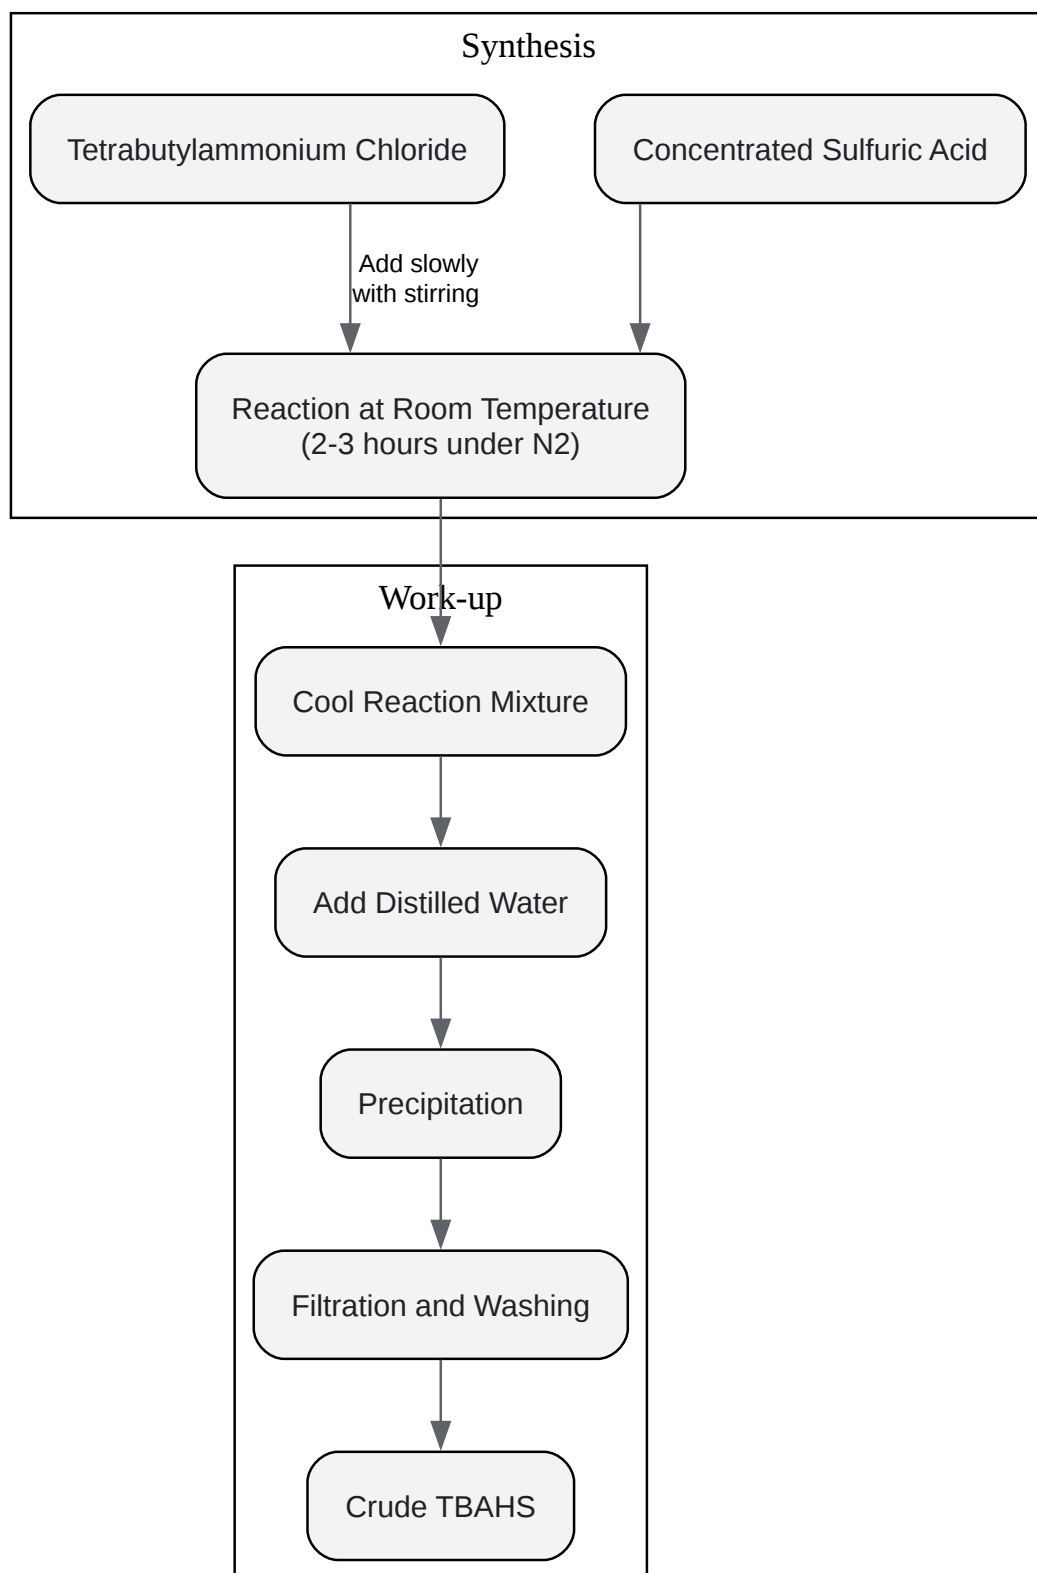 Synthesis
Tetrabutylammonium Chloride
Concentrated Sulfuric Acid
Add slowly
with stirring
Reaction at Room Temperature
(2-3 hours under N2)
Work-up
Cool Reaction Mixture
Add Distilled Water
Precipitation
Filtration and Washing
Crude TBAHS